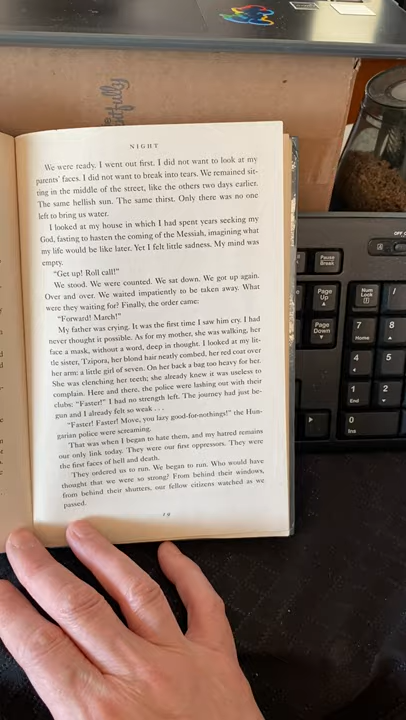 NIGHT
We were ready. I went out first. I did not want to look at my
parents' faces. I did not want to break into tears. We remained sit-
ting in the middle of the street, like the others two days earlier.
The same hellish sun. The same thirst. Only there was no one
left to bring us water.
I looked at my house in which I had spent years seeking my
God, fasting to hasten the coming of the Messiah, imagining what
my life would be like later. Yet I felt little sadness. My mind was
empty.
"Get up! Roll call!"
We stood. We were counted. We sat down. We got up again.
Over and over. We waited impatiently to be taken away. What
were they waiting for? Finally, the order came:
"Forward! March!"
My father was crying. It was the first time I saw him cry. I had
never thought it possible. As for my mother, she was walking, her
face a mask, without a word, deep in thought. I looked at my lit-
tle sister, Tzipora, her blond hair neatly combed, her red coat over
her arm: a little girl of seven. On her back a bag too heavy for her.
She was clenching her teeth; she already knew it was useless to
complain. Here and there, the police were lashing out with their
clubs: "Faster!" I had no strength left. The journey had just be-
gun and I already felt so weak . . .
"Faster! Faster! Move, you lazy good-for-nothings!" the Hun-
garian police were screaming.
That was when I began to hate them, and my hatred remains
our only link today. They were our first oppressors. They were
the first faces of hell and death.
They ordered us to run. We began to run. Who would have
thought that we were so strong? From behind their windows,
from behind their shutters, our fellow citizens watched as we
passed.
19
Pause
Break
Page
Up
Page
Down
Num
Lock
/
7
Home
8
4
5
1
End
2
0
Ins